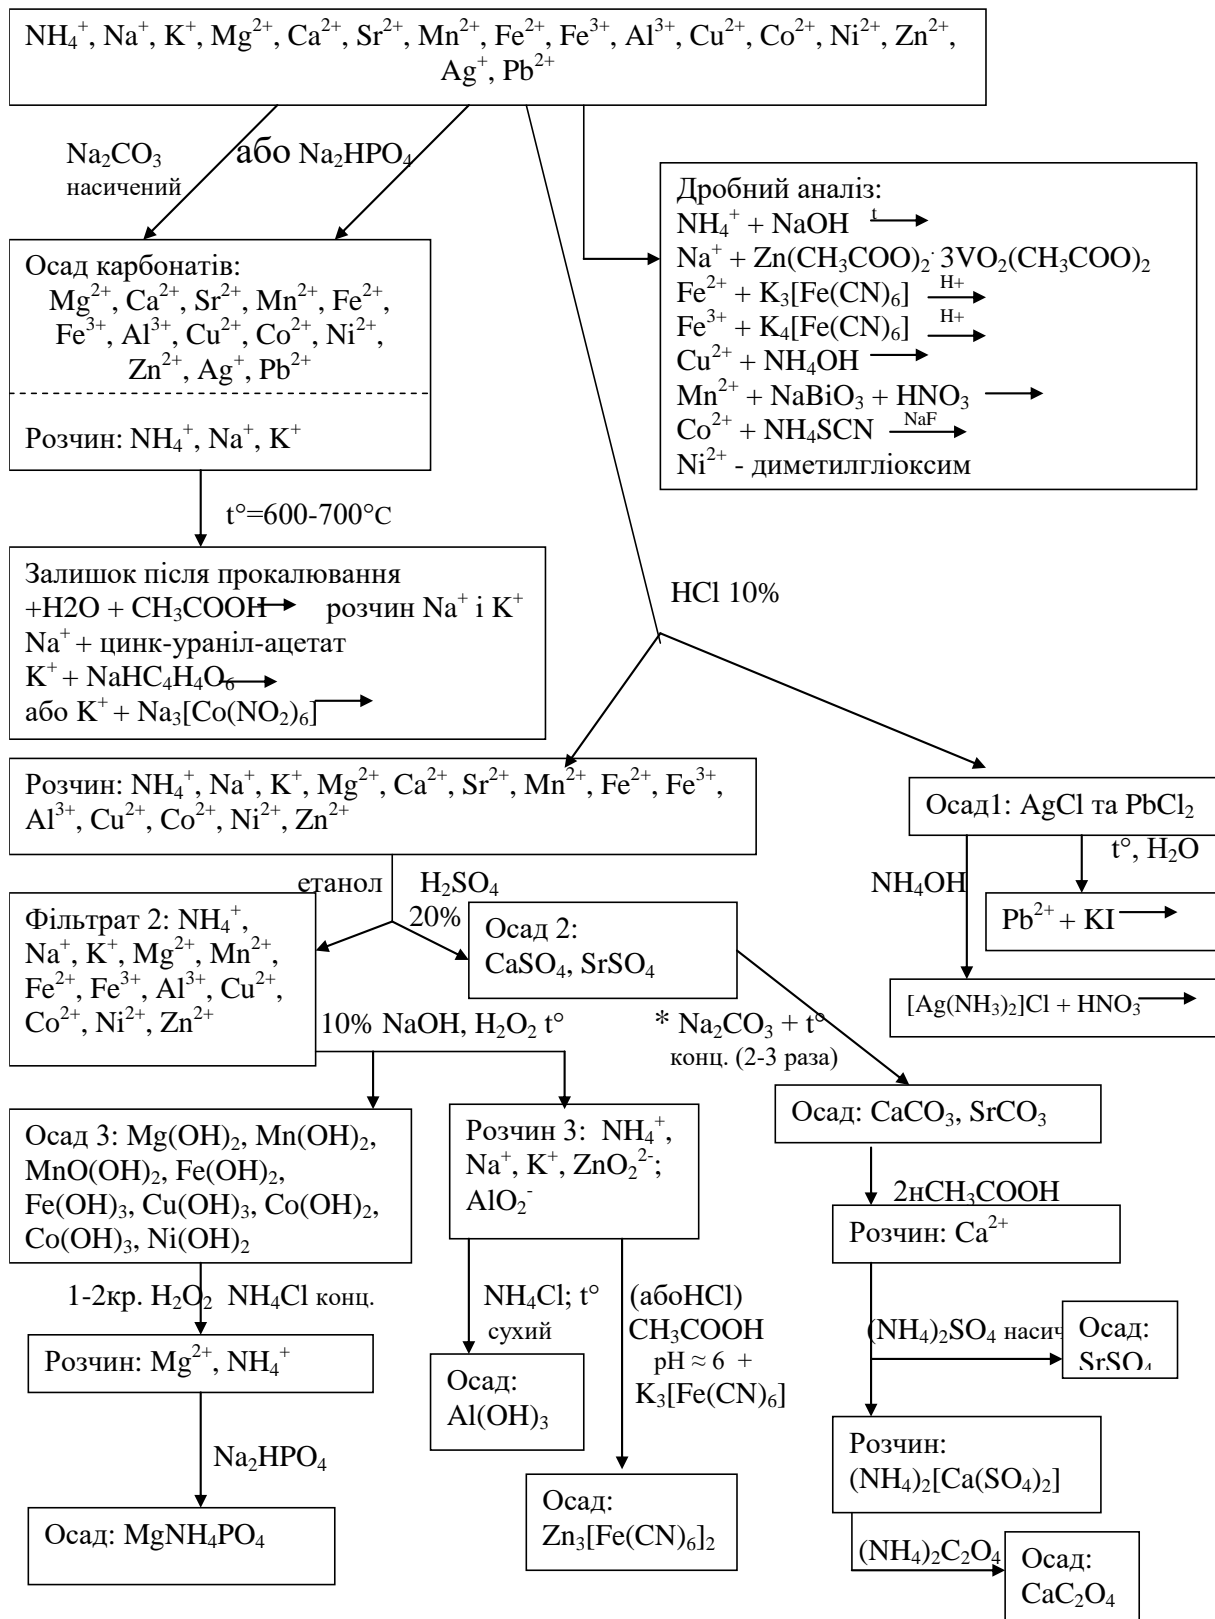 NH₄⁺, Na⁺, K⁺, Mg²⁺, Ca²⁺, Sr²⁺, Mn²⁺, Fe²⁺, Fe³⁺, Al³⁺, Cu²⁺, Co²⁺, Ni²⁺, Zn²⁺,
Ag⁺, Pb²⁺
Na₂CO₃
насичений
або Na₂HPO₄
Дробний аналіз:
NH₄⁺ + NaOH t
Na⁺ + Zn(CH₃COO)₂· 3VO₂(CH₃COO)₂
Fe²⁺ + K₃[Fe(CN)₆] H+
Fe³⁺ + K₄[Fe(CN)₆] H+
Cu²⁺ + NH₄OH
Mn²⁺ + NaBiO₃ + HNO₃
Co²⁺ + NH₄SCN NaF
Ni²⁺ - диметилгліоксим
Осад карбонатів:
Mg²⁺, Ca²⁺, Sr²⁺, Mn²⁺, Fe²⁺,
Fe³⁺, Al³⁺, Cu²⁺, Co²⁺, Ni²⁺,
Zn²⁺, Ag⁺, Pb²⁺
Розчин: NH₄⁺, Na⁺, K⁺
t°=600-700°С
Залишок після прокалювання
+H2O + CH₃COOH розчин Na⁺ і K⁺
Na⁺ + цинк-ураніл-ацетат
K⁺ + NaHC₄H₄O₆
або K⁺ + Na₃[Co(NO₂)₆]
HCl 10%
Розчин: NH₄⁺, Na⁺, K⁺, Mg²⁺, Ca²⁺, Sr²⁺, Mn²⁺, Fe²⁺, Fe³⁺,
Al³⁺, Cu²⁺, Co²⁺, Ni²⁺, Zn²⁺
Осад1: AgCl та PbCl₂
t°, H₂O
NH₄OH
Pb²⁺ + KI
[Ag(NH₃)₂]Cl + HNO₃
етанол
H₂SO₄
20%
Фільтрат 2: NH₄⁺,
Na⁺, K⁺, Mg²⁺, Mn²⁺,
Fe²⁺, Fe³⁺, Al³⁺, Cu²⁺,
Co²⁺, Ni²⁺, Zn²⁺
Осад 2:
CaSO₄, SrSO₄
10% NaOH, H₂O₂ t°
* Na₂CO₃ + t°
конц. (2-3 раза)
Осад: CaCO₃, SrCO₃
Осад 3: Mg(OH)₂, Mn(OH)₂,
MnO(OH)₂, Fe(OH)₂,
Fe(OH)₃, Cu(OH)₃, Co(OH)₂,
Co(OH)₃, Ni(OH)₂
Розчин 3: NH₄⁺,
Na⁺, K⁺, ZnO₂²⁻;
AlO₂⁻
2нCH₃COOH
Розчин: Ca²⁺
1-2кр. H₂O₂ NH₄Cl конц.
NH₄Cl; t°
сухий
(абоHCl)
CH₃COOH
pH ≈ 6 +
K₃[Fe(CN)₆]
(NH₄)₂SO₄ насич
Осад:
SrSO₄
Розчин: Mg²⁺, NH₄⁺
Осад:
Al(OH)₃
Na₂HPO₄
Розчин:
(NH₄)₂[Ca(SO₄)₂]
Осад: MgNH₄PO₄
Осад:
Zn₃[Fe(CN)₆]₂
(NH₄)₂C₂O₄
Осад:
CaC₂O₄